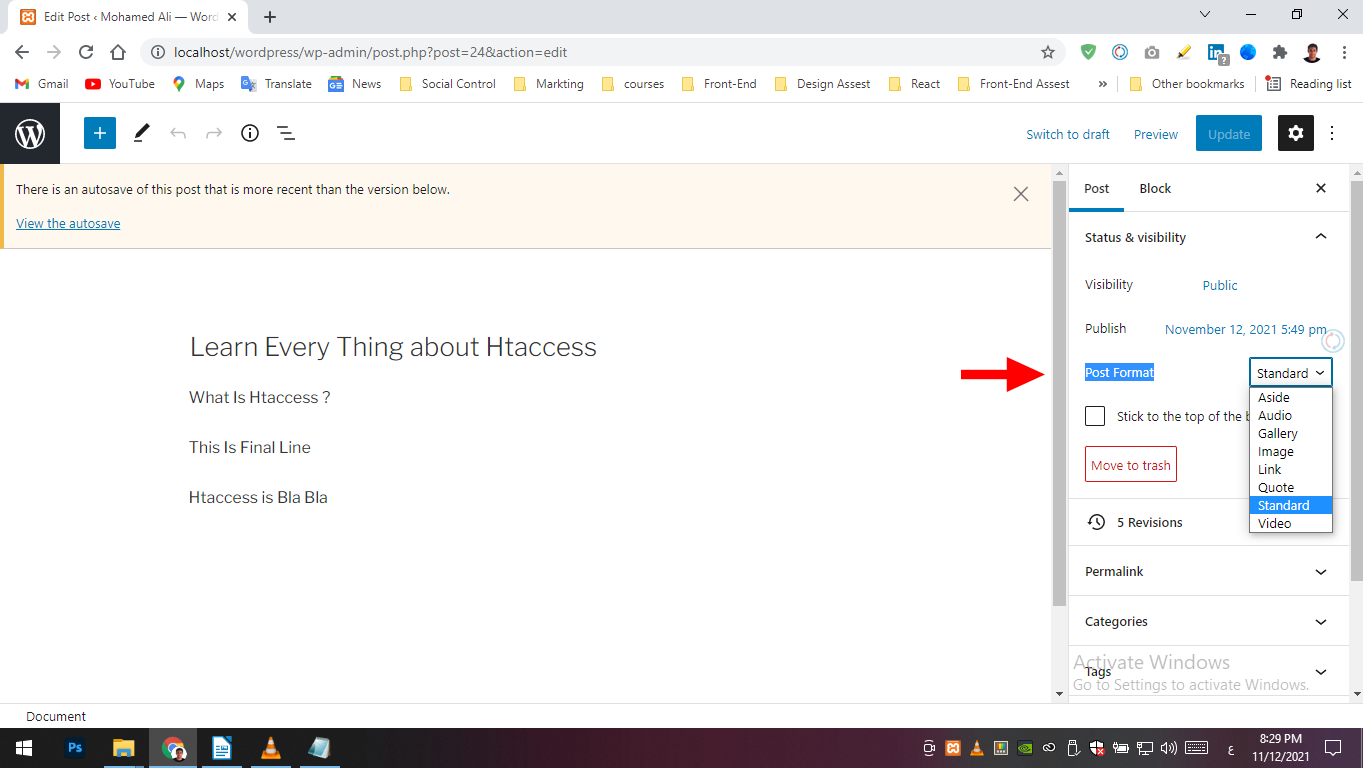 Edit Post ‹ Mohamed Ali — Word
localhost/wordpress/wp-admin/post.php?post=24&action=edit
Gmail YouTube Maps Translate News Social Control Markting courses Front-End Design Assest React Front-End Assest » Other bookmarks Reading list
Switch to draft Preview Update
There is an autosave of this post that is more recent than the version below.
View the autosave
Post Block
Status & visibility
Visibility Public
Publish November 12, 2021 5:49 pm
Learn Every Thing about Htaccess
Post Format Standard
What Is Htaccess ?
This Is Final Line
Htaccess is Bla Bla
Aside
Audio
Stick to the top of the b
Gallery
Image
Move to trash
Link
Quote
Standard
Video
5 Revisions
Permalink
Categories
Activate Windows
Tags
Go to Settings to activate Windows.
Document
Ps
ع
8:29 PM
11/12/2021